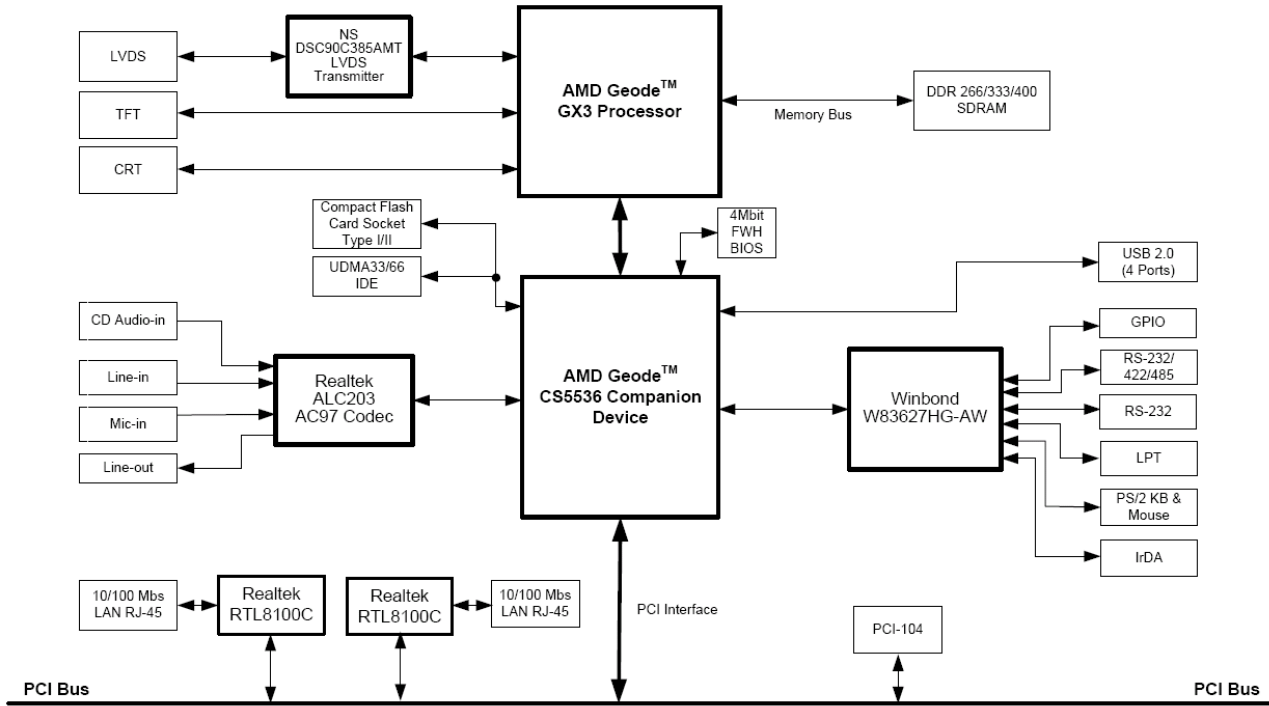 LVDS
NS
DSC90C385AMT
LVDS
Transmitter
AMD Geode™
GX3 Processor
Memory Bus
DDR 266/333/400
SDRAM
TFT
CRT
Compact Flash
Card Socket
Type I/II
4Mbit
FWH
BIOS
UDMA33/66
IDE
USB 2.0
(4 Ports)
CD Audio-in
Line-in
Mic-in
Line-out
Realtek
ALC203
AC97 Codec
AMD Geode™
CS5536 Companion
Device
Winbond
W83627HG-AW
GPIO
RS-232/
422/485
RS-232
LPT
PS/2 KB &
Mouse
IrDA
10/100 Mbs
LAN RJ-45
Realtek
RTL8100C
Realtek
RTL8100C
10/100 Mbs
LAN RJ-45
PCI Interface
PCI-104
PCI Bus
PCI Bus